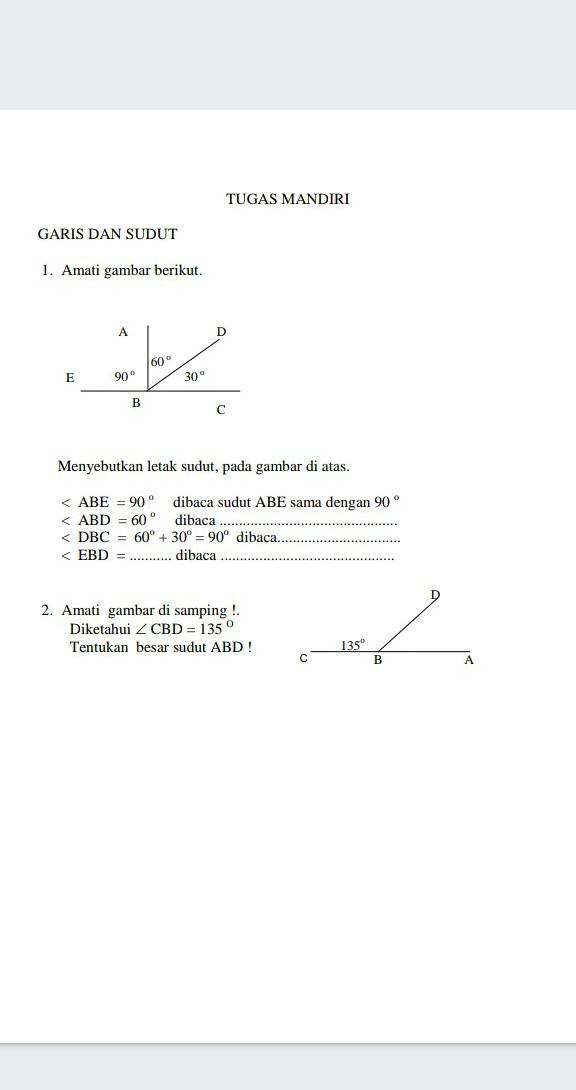 TUGAS MANDIRI
GARIS DAN SUDUT
1. Amati gambar berikut.
A D
60°
E 90° 30°
B C
Menyebutkan letak sudut, pada gambar di atas.
< ABE = 90 ° dibaca sudut ABE sama dengan 90 °
< ABD = 60 ° dibaca ................................................
< DBC = 60° + 30° = 90° dibaca.................................
< EBD = ........... dibaca ...............................................
2. Amati gambar di samping !.
Diketahui ∠ CBD = 135 °
Tentukan besar sudut ABD !
D
135°
C B A